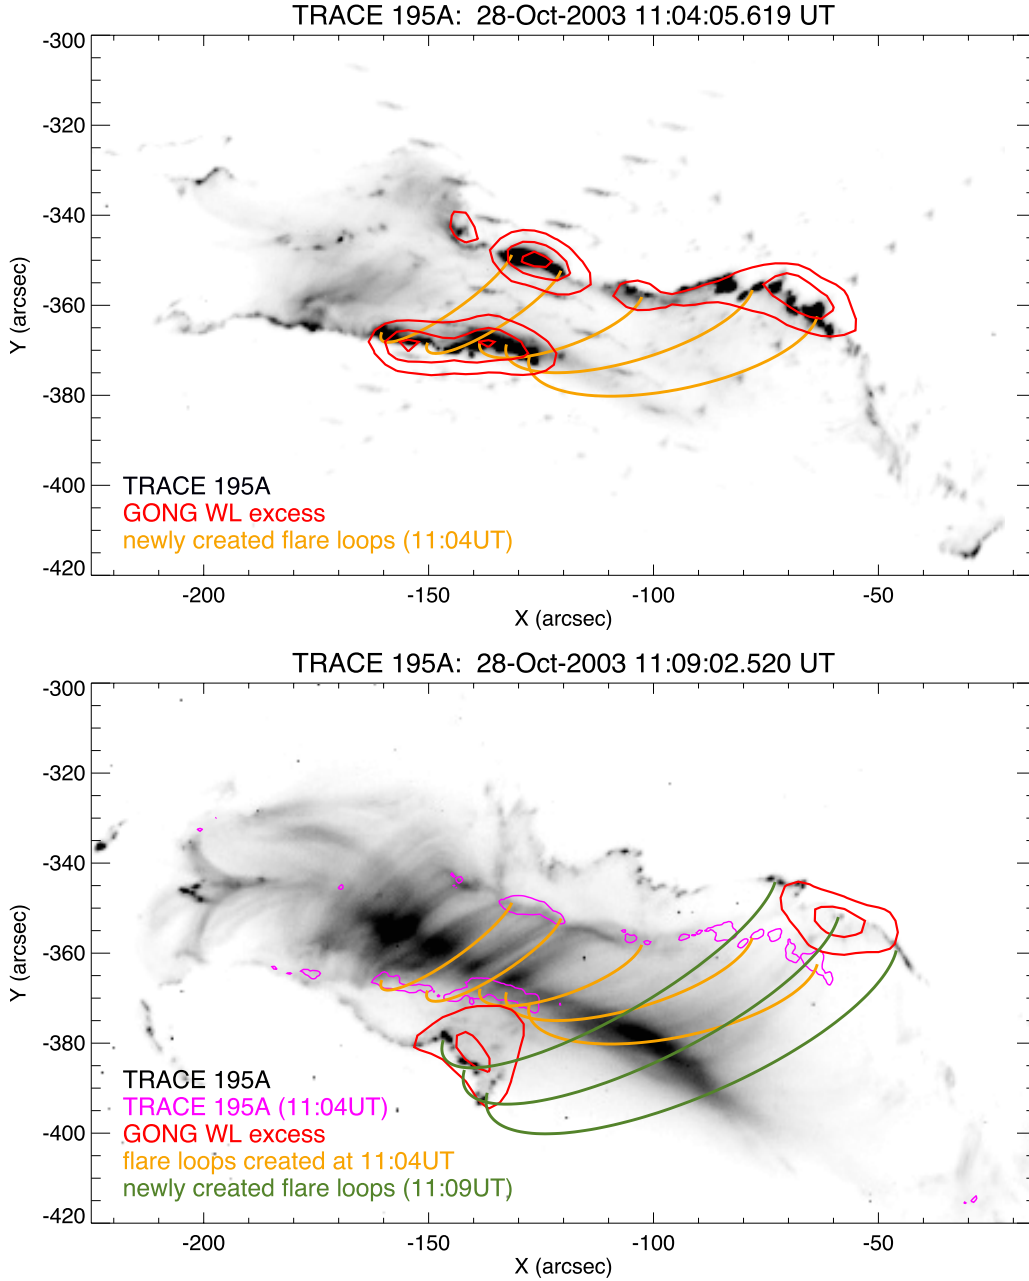 TRACE 195A:  28-Oct-2003 11:04:05.619 UT
-300
-320
-340
-360
-380
-400
-420
Y (arcsec)
TRACE 195A
GONG WL excess
newly created flare loops (11:04UT)
-200 -150 -100 -50
X (arcsec)
TRACE 195A:  28-Oct-2003 11:09:02.520 UT
-300
-320
-340
-360
-380
-400
-420
Y (arcsec)
TRACE 195A
TRACE 195A (11:04UT)
GONG WL excess
flare loops created at 11:04UT
newly created flare loops (11:09UT)
-200 -150 -100 -50
X (arcsec)